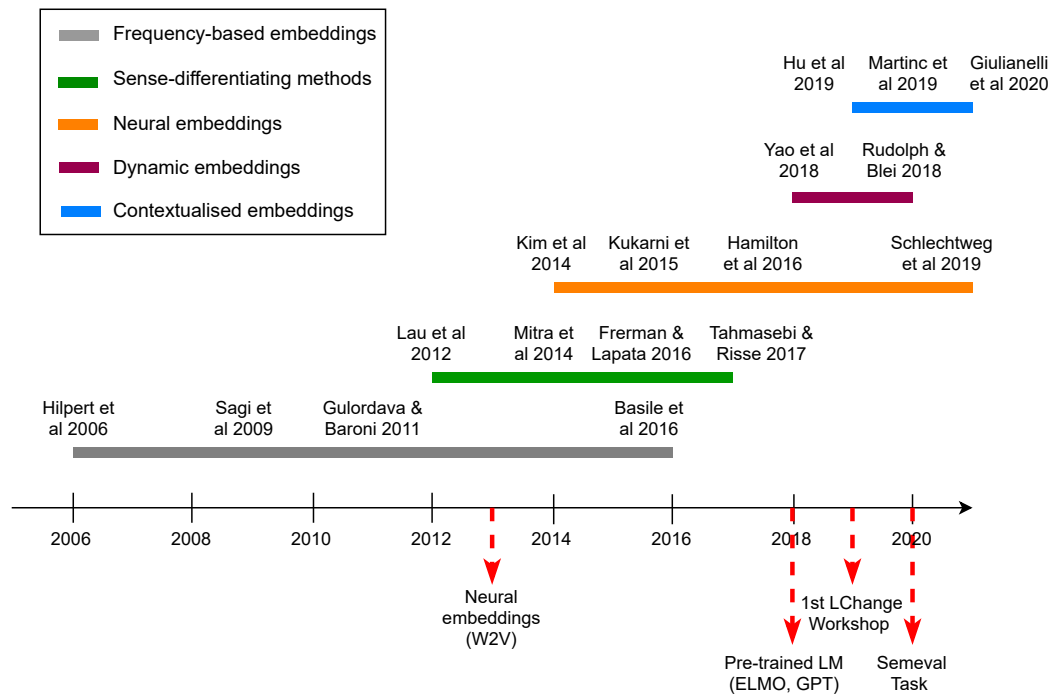 Frequency-based embeddings
Sense-differentiating methods
Neural embeddings
Dynamic embeddings
Contextualised embeddings
Hu et al
2019
Martinc et
al 2019
Giulianelli
et al 2020
Yao et al
2018
Rudolph &
Blei 2018
Kim et al
2014
Kukarni et
al 2015
Hamilton
et al 2016
Schlechtweg
et al 2019
Lau et al
2012
Mitra et
al 2014
Frerman &
Lapata 2016
Tahmasebi &
Risse 2017
Hilpert et
al 2006
Sagi et
al 2009
Gulordava &
Baroni 2011
Basile et
al 2016
2006
2008
2010
2012
2014
2016
2018
2020
Neural
embeddings
(W2V)
1st LChange
Workshop
Pre-trained LM
(ELMO, GPT)
Semeval
Task